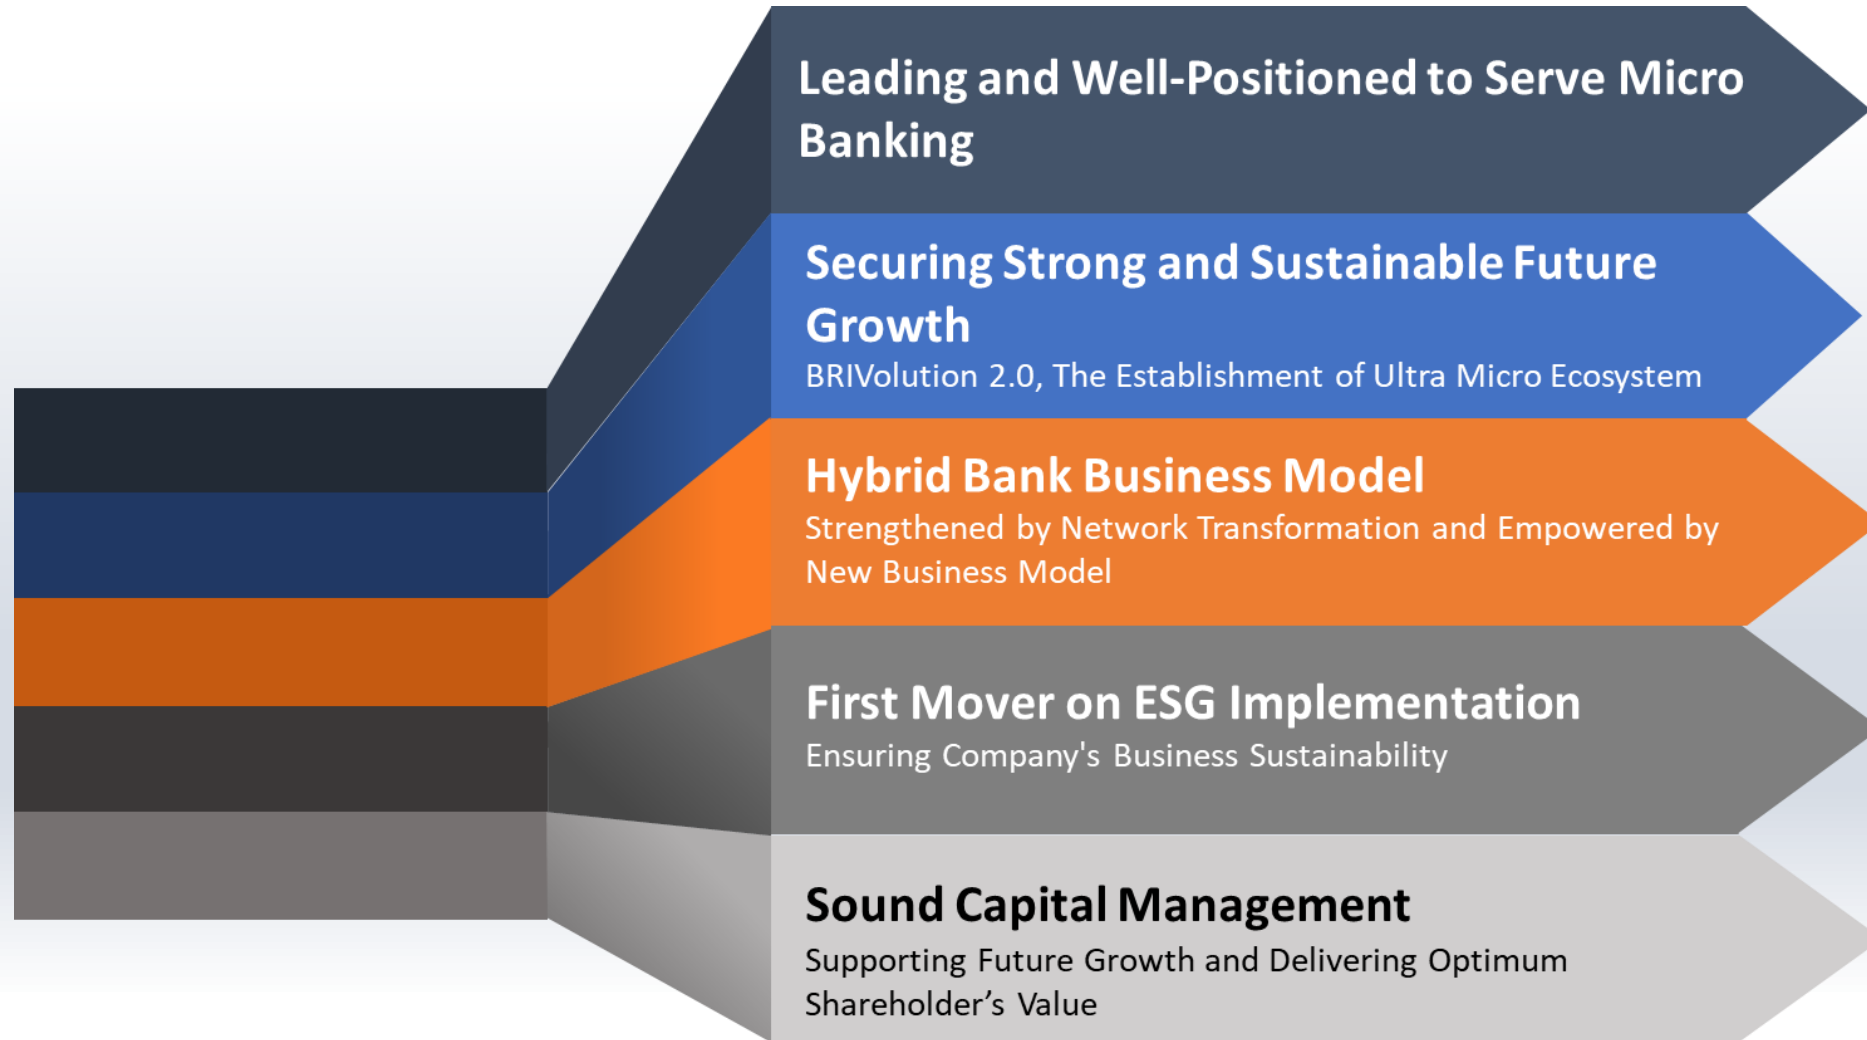 Leading and Well-Positioned to Serve Micro
Banking
Securing Strong and Sustainable Future
Growth
BRIVolution 2.0, The Establishment of Ultra Micro Ecosystem
Hybrid Bank Business Model
Strengthened by Network Transformation and Empowered by
New Business Model
First Mover on ESG Implementation
Ensuring Company's Business Sustainability
Sound Capital Management
Supporting Future Growth and Delivering Optimum
Shareholder’s Value